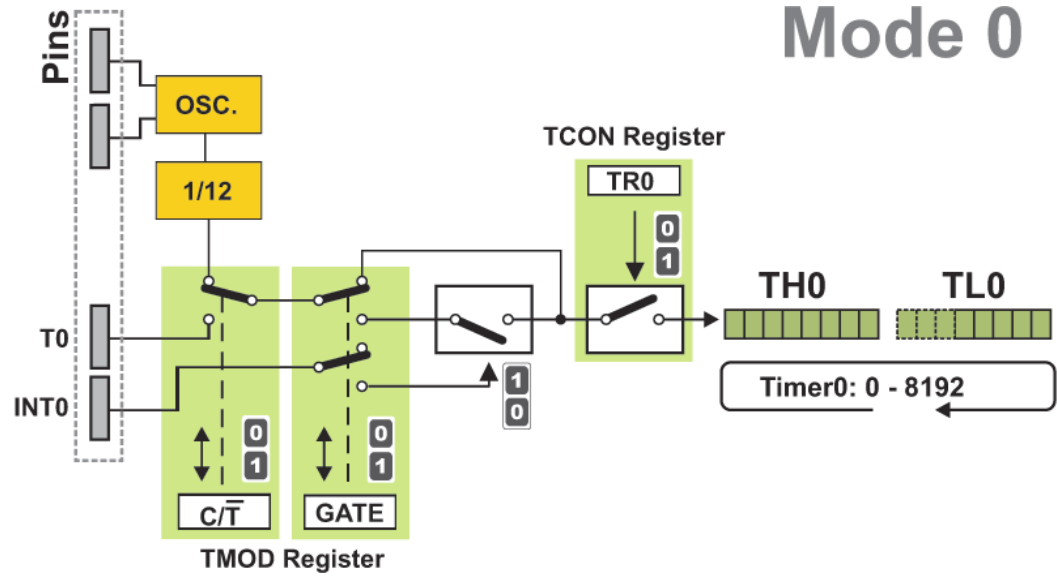 Mode 0
Pins
OSC.
TCON Register
1/12
TR0
0
1
TH0
TL0
T0
INT0
1
0
Timer0: 0 - 8192
0
1
0
1
C/T̅
GATE
TMOD Register